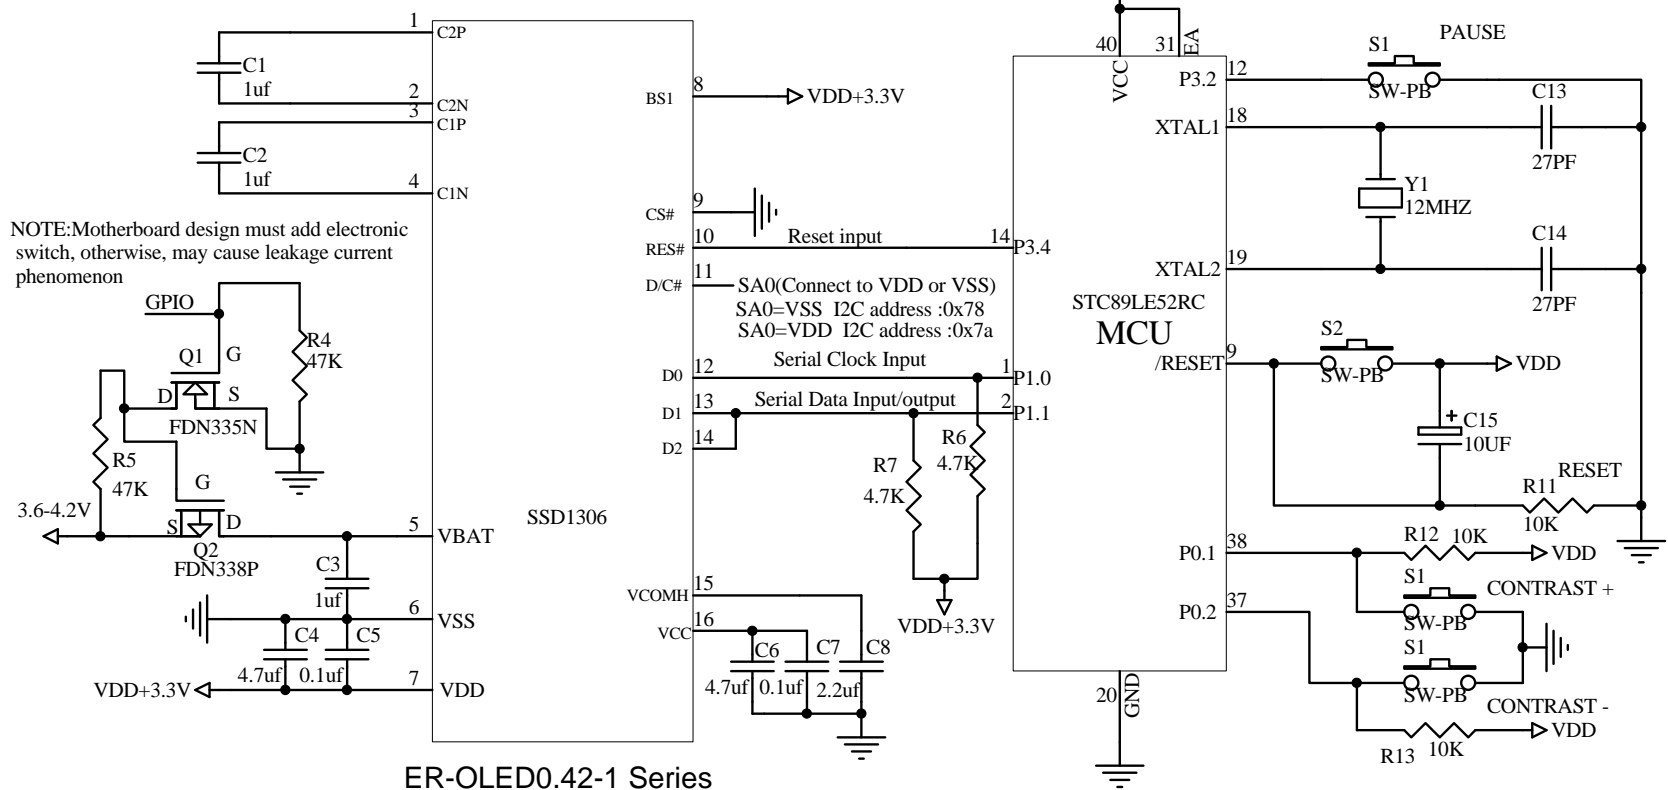 1
C2P
C1
1uf
2
C2N
3
C1P
C2
1uf
4
C1N
NOTE:Motherboard design must add electronic
switch, otherwise, may cause leakage current
phenomenon
GPIO
R4
47K
Q1
G
D
S
FDN335N
R5
47K
G
3.6-4.2V
S
D
Q2
FDN338P
5
VBAT
C3
1uf
6
VSS
C4
C5
4.7uf
0.1uf
VDD+3.3V
7
VDD
SSD1306
BS1
8
VDD+3.3V
CS#
9
RES#
10
Reset input
14
P3.4
D/C#
11
SA0(Connect to VDD or VSS)
SA0=VSS I2C address :0x78
SA0=VDD I2C address :0x7a
Serial Clock Input
D0
12
1
P1.0
D1
13
Serial Data Input/output
2
P1.1
D2
14
R6
4.7K
R7
4.7K
VDD+3.3V
VCOMH
15
VCC
16
C6
C7
C8
4.7uf
0.1uf
2.2uf
ER-OLED0.42-1 Series
40
VCC
31
EA
STC89LE52RC
MCU
20
GND
P3.2
12
S1
PAUSE
SW-PB
XTAL1
18
C13
27PF
Y1
12MHZ
XTAL2
19
C14
27PF
/RESET
9
S2
SW-PB
VDD
+
C15
10UF
RESET
R11
10K
P0.1
38
R12
10K
VDD
S1
SW-PB
CONTRAST +
P0.2
37
S1
SW-PB
CONTRAST -
R13
10K
VDD